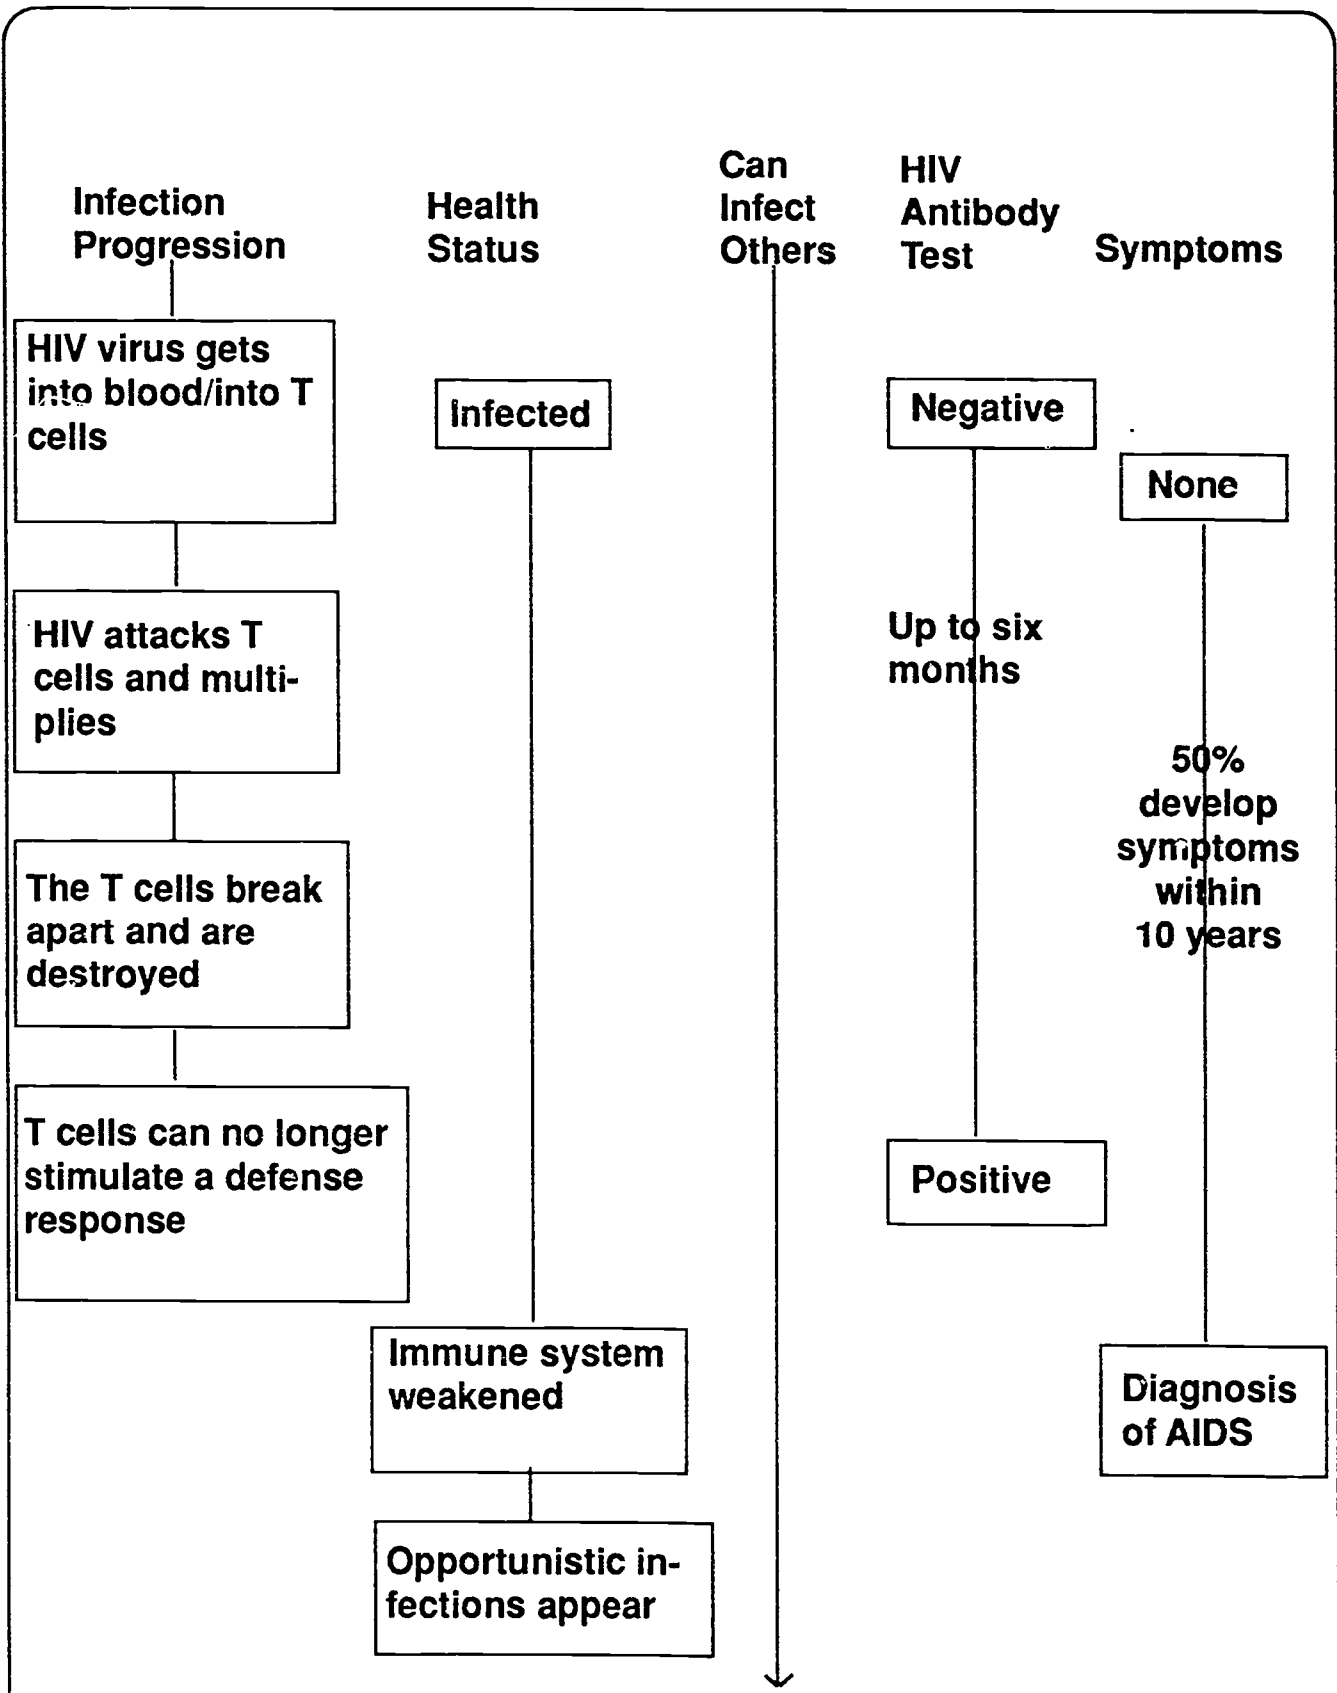 Infection
Progression
Health
Status
Can
Infect
Others
HIV
Antibody
Test
Symptoms
HIV virus gets
into blood/into T
cells
HIV attacks T
cells and multi-
plies
The T cells break
apart and are
destroyed
T cells can no longer
stimulate a defense
response
Infected
Immune system
weakened
Opportunistic in-
fections appear
Negative
Up to six
months
Positive
None
50%
develop
symptoms
within
10 years
Diagnosis
of AIDS